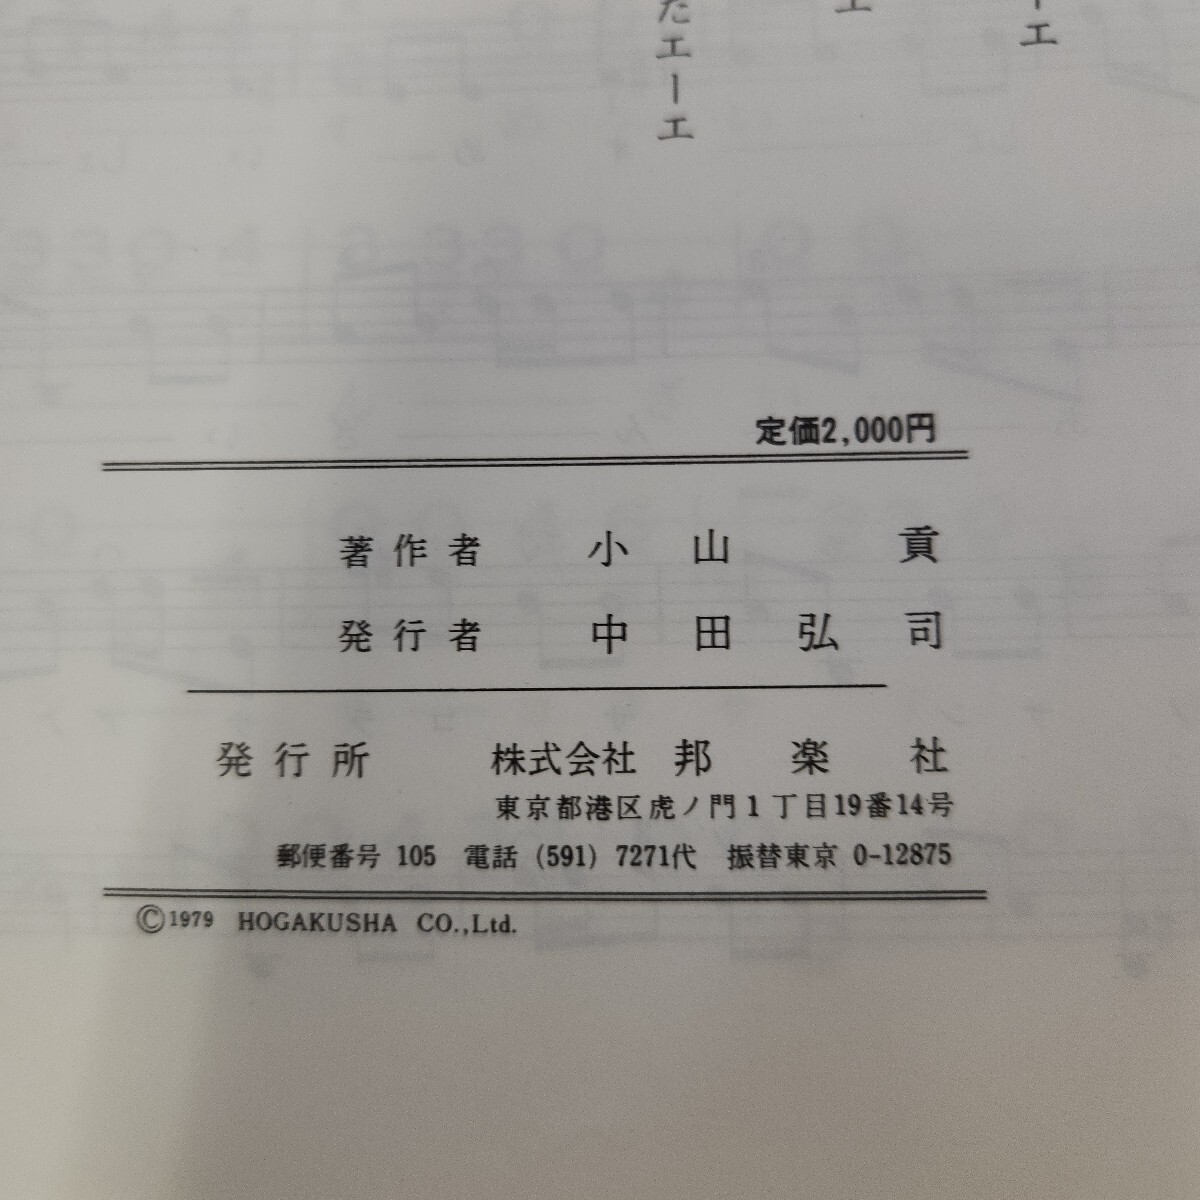 ーエ
エ
たエーエ
定価2,000円
著作者 小山 貢
発行者 中田弘司
発行所 株式会社 邦楽社
東京都港区虎ノ門1丁目19番14号
郵便番号 105 電話 (591) 7271代 振替東京 0-12875
©1979 HOGAKUSHA CO.,Ltd.